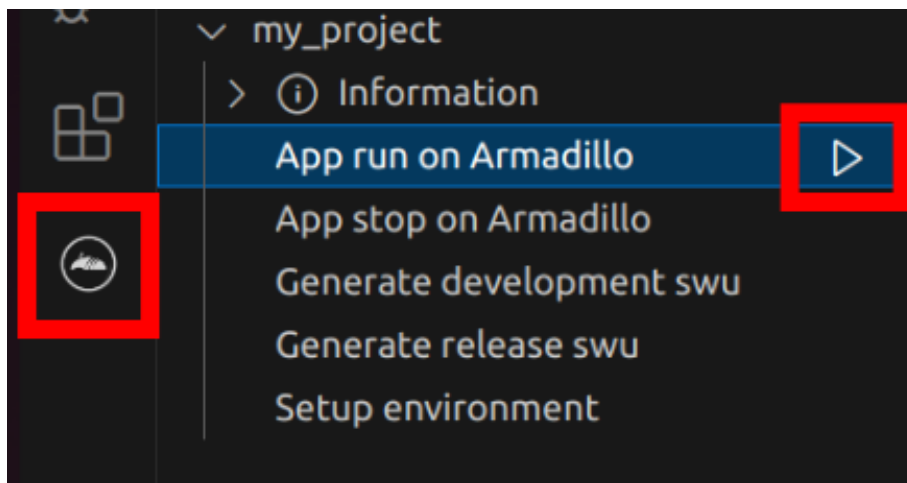 my_project
Information
App run on Armadillo
App stop on Armadillo
Generate development swu
Generate release swu
Setup environment